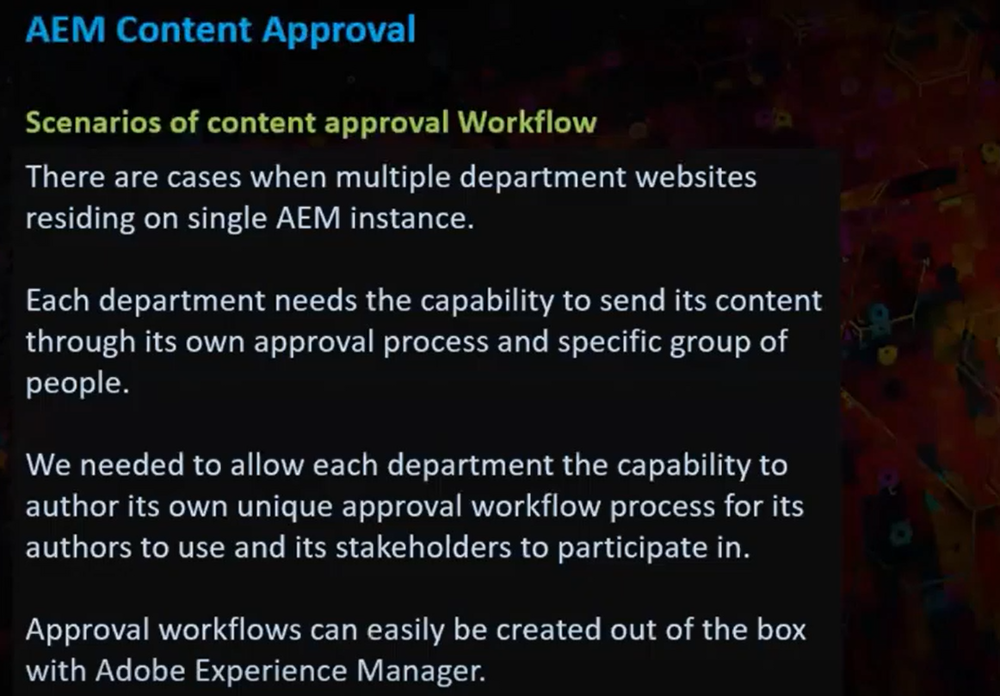 AEM Content Approval
Scenarios of content approval Workflow
There are cases when multiple department websites
residing on single AEM instance.
Each department needs the capability to send its content
through its own approval process and specific group of
people.
We needed to allow each department the capability to
author its own unique approval workflow process for its
authors to use and its stakeholders to participate in.
Approval workflows can easily be created out of the box
with Adobe Experience Manager.